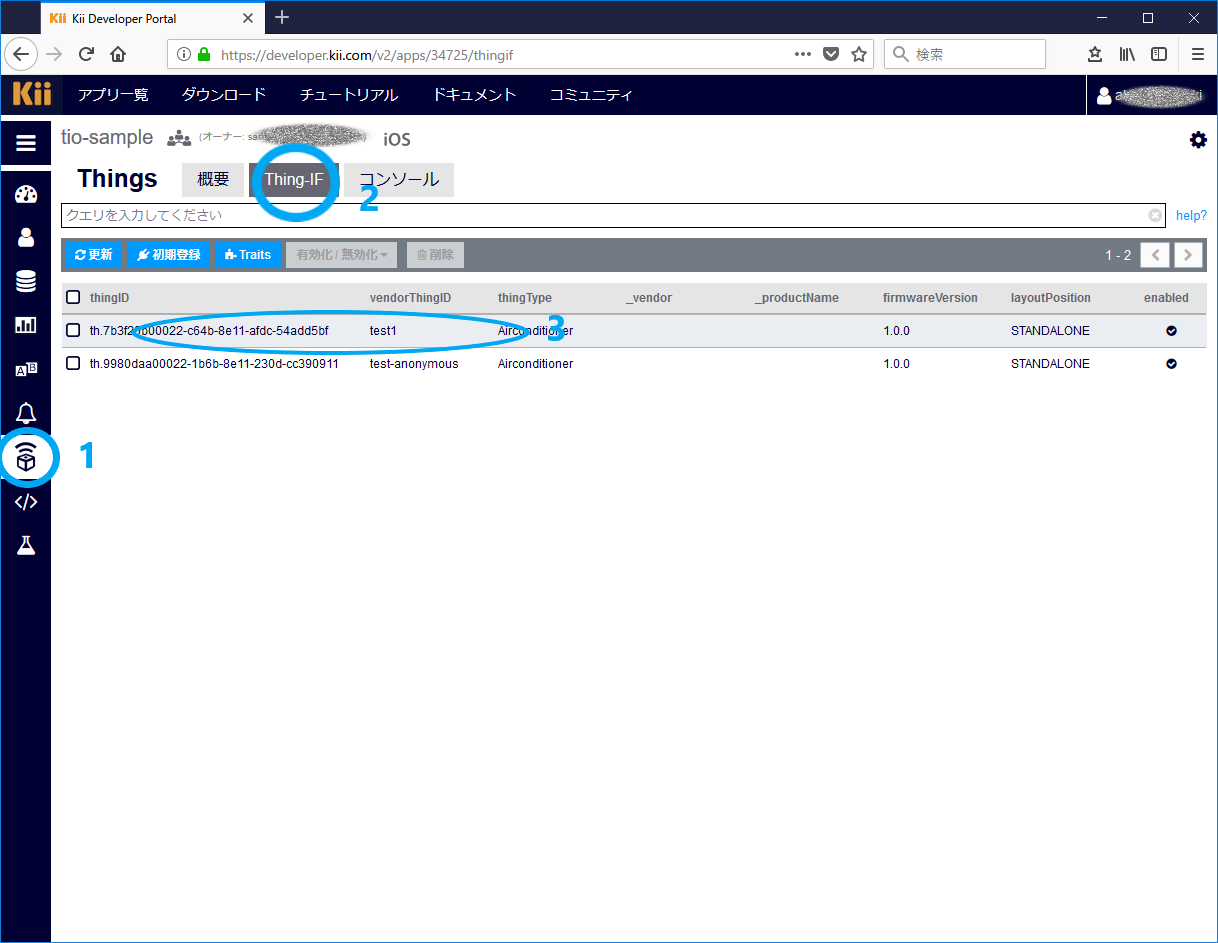 Kii Kii Developer Portal
https://developer.kii.com/v2/apps/34725/thingif 検索
Kii アプリ一覧 ダウンロード チュートリアル ドキュメント コミュニティ
tio-sample (オーナー: iOS
Things 概要 Thing-IF コンソール
2
クエリを入力してください help?
更新 初期登録 Traits 有効化 / 無効化 削除 1 - 2
thingID vendorThingID thingType _vendor _productName firmwareVersion layoutPosition enabled
th.7b3f20b00022-c64b-8e11-afdc-54add5bf test1 Airconditioner 1.0.0 STANDALONE
3
th.9980daa00022-1b6b-8e11-230d-cc390911 test-anonymous Airconditioner 1.0.0 STANDALONE
A B
1